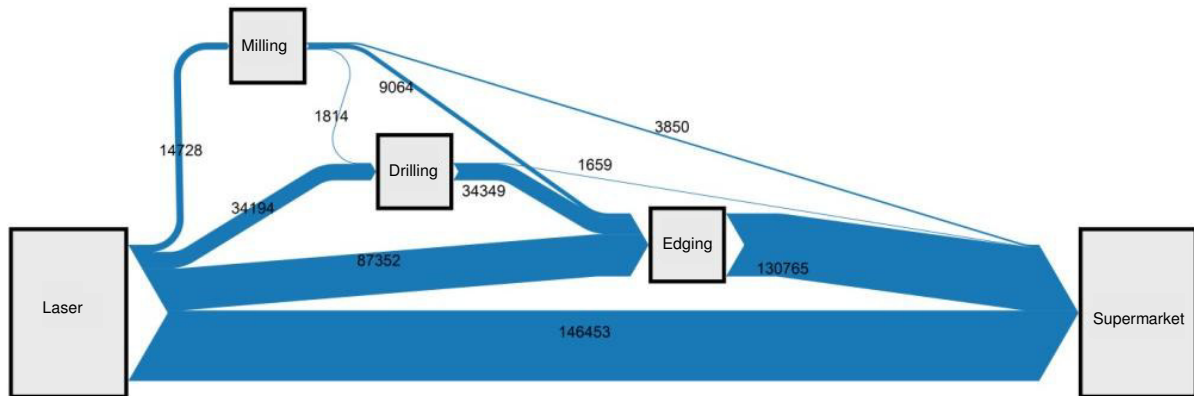 Milling
9064
1814
3850
14728
Drilling
1659
34194
34349
Edging
87352
130765
Laser
146453
Supermarket